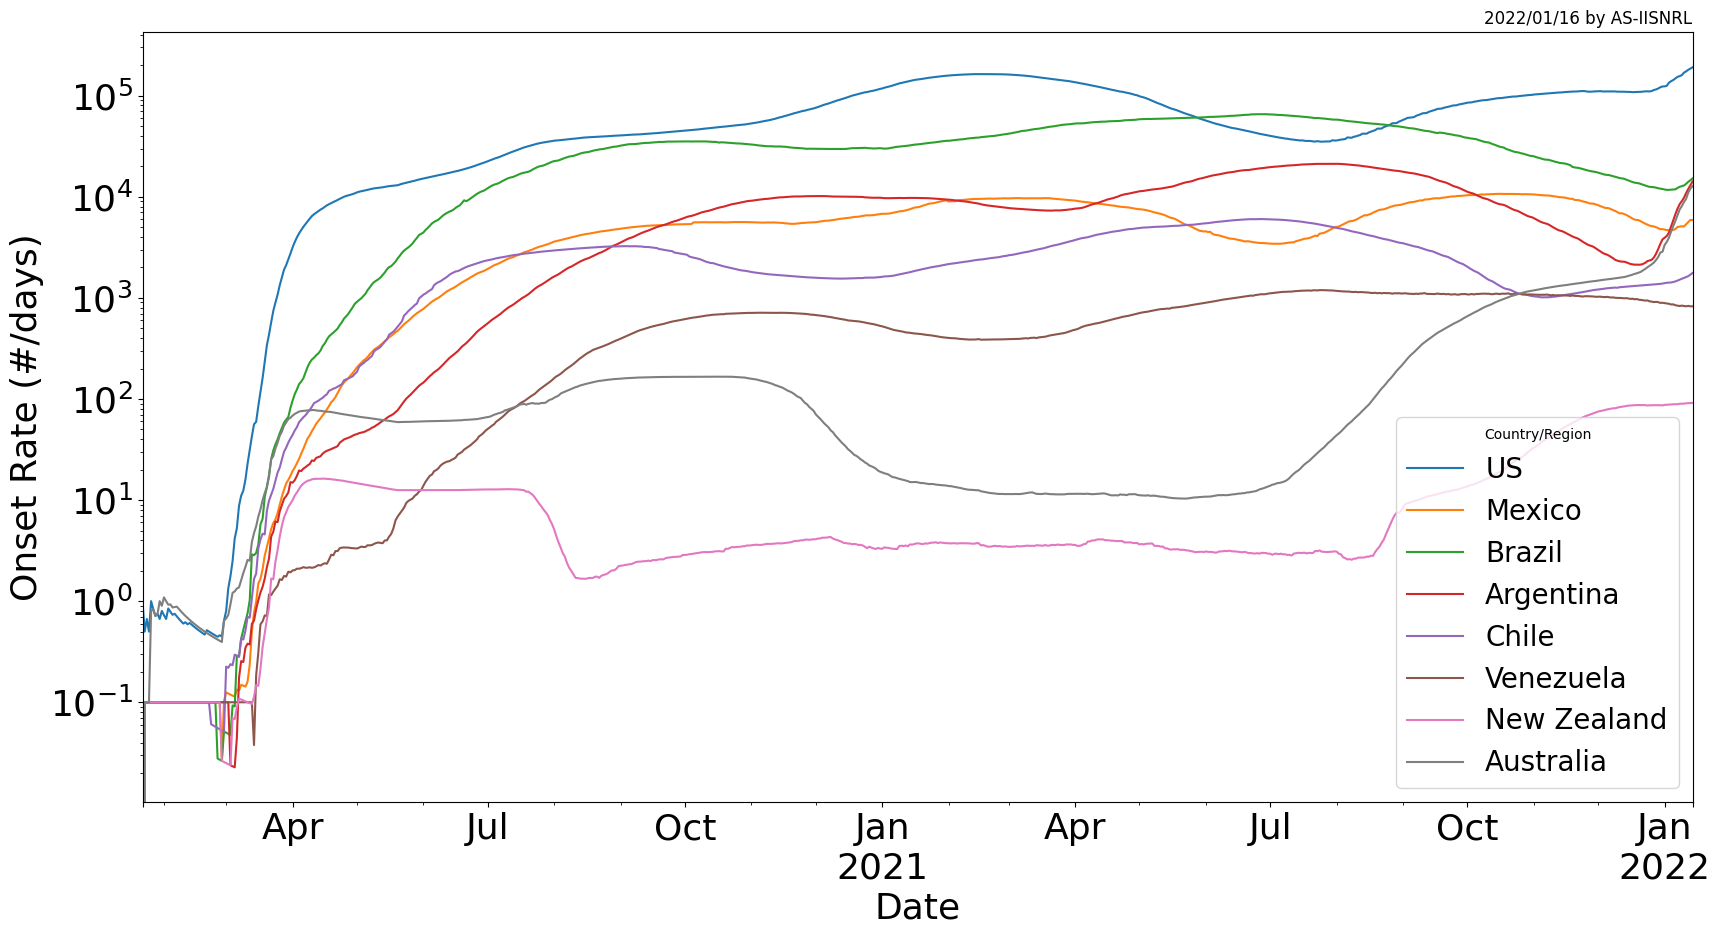 2022/01/16 by AS-IISNRL
Onset Rate (#/days)
10^5
10^4
10^3
10^2
10^1
10^0
10^−1
Country/Region
US
Mexico
Brazil
Argentina
Chile
Venezuela
New Zealand
Australia
Apr Jul Oct Jan Apr Jul Oct Jan
2021 2022
Date